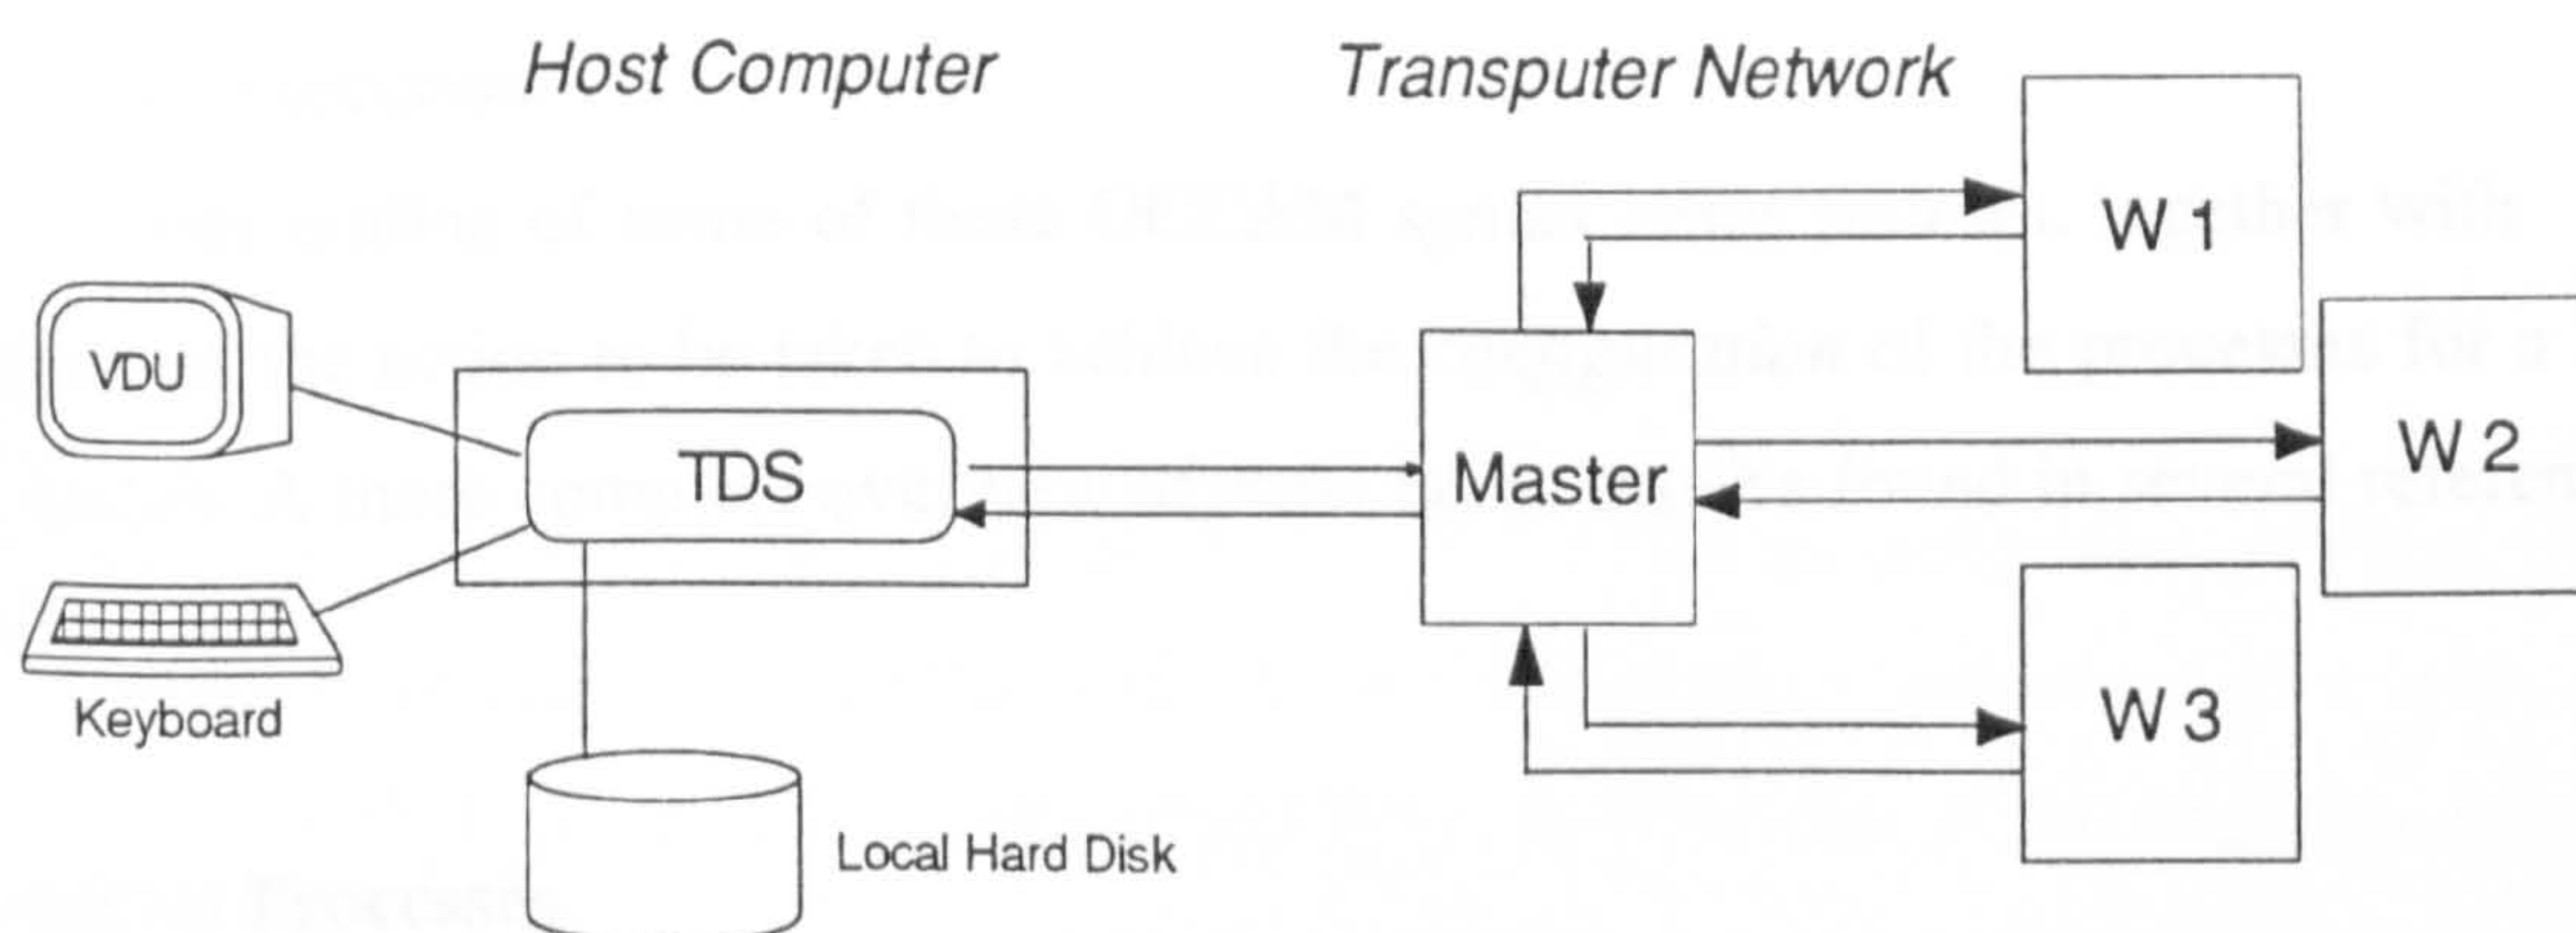 Host Computer
Transputer Network
W 1
VDU
TDS
Master
W 2
Keyboard
W 3
Local Hard Disk